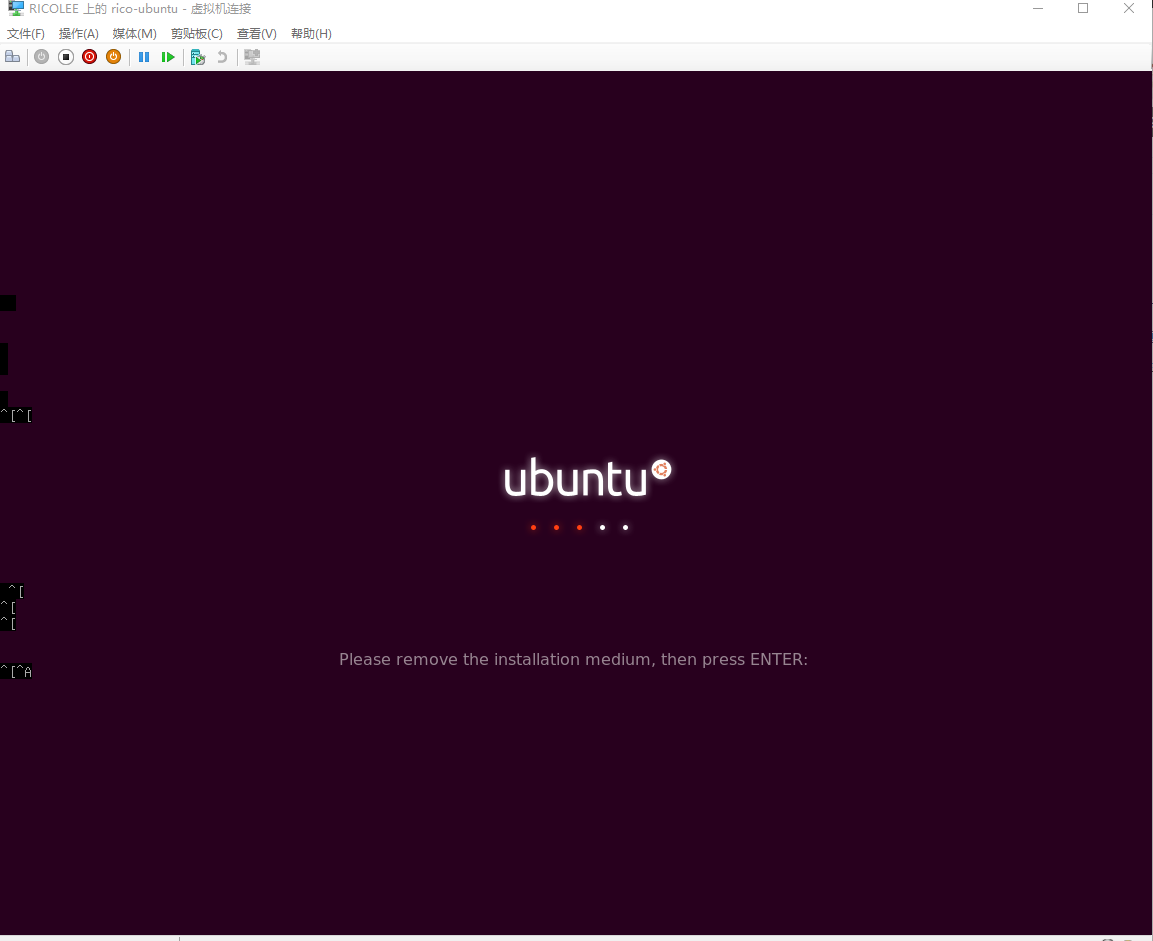 RICOLEE 上的 rico-ubuntu - 虚拟机连接
文件(F) 操作(A) 媒体(M) 剪贴板(C) 查看(V) 帮助(H)
^[^[
ubuntu
^[
^[
^[
Please remove the installation medium, then press ENTER:
^[^A